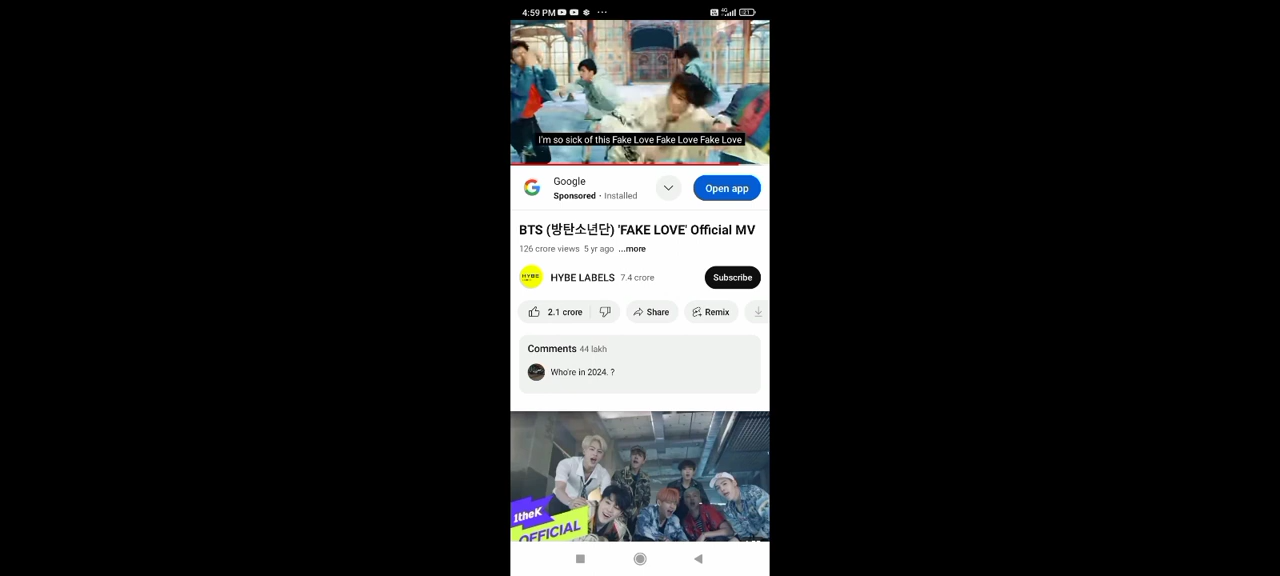 4:59 PM
4G
I'm so sick of this Fake Love Fake Love Fake Love
Google
Sponsored · Installed
Open app
BTS (방탄소년단) 'FAKE LOVE' Official MV
126 crore views 5 yr ago ...more
HYBE
HYBE LABELS 7.4 crore
Subscribe
2.1 crore
Share
Remix
Comments 44 lakh
Who're in 2024. ?
1theK
OFFICIAL